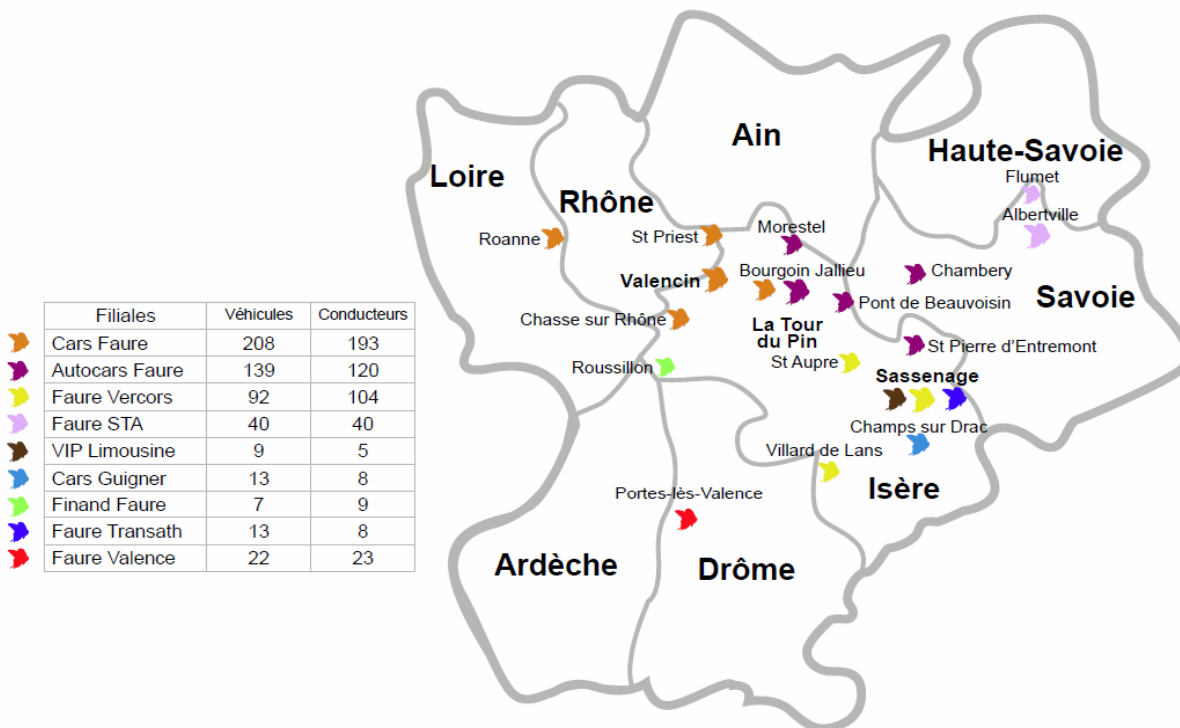 Ain
Haute-Savoie
Flumet
Loire
Rhône
Albertville
Roanne
St Priest
Morestel
Valencin
Bourgoin Jallieu
Chambery
Savoie
Pont de Beauvoisin
Chasse sur Rhône
La Tour
du Pin
St Pierre d'Entremont
St Aupre
Roussillon
Sassenage
Champs sur Drac
Villard de Lans
Isère
Portes-lès-Valence
Ardèche
Drôme
Filiales Véhicules Conducteurs
Cars Faure 208 193
Autocars Faure 139 120
Faure Vercors 92 104
Faure STA 40 40
VIP Limousine 9 5
Cars Guigner 13 8
Finand Faure 7 9
Faure Transath 13 8
Faure Valence 22 23